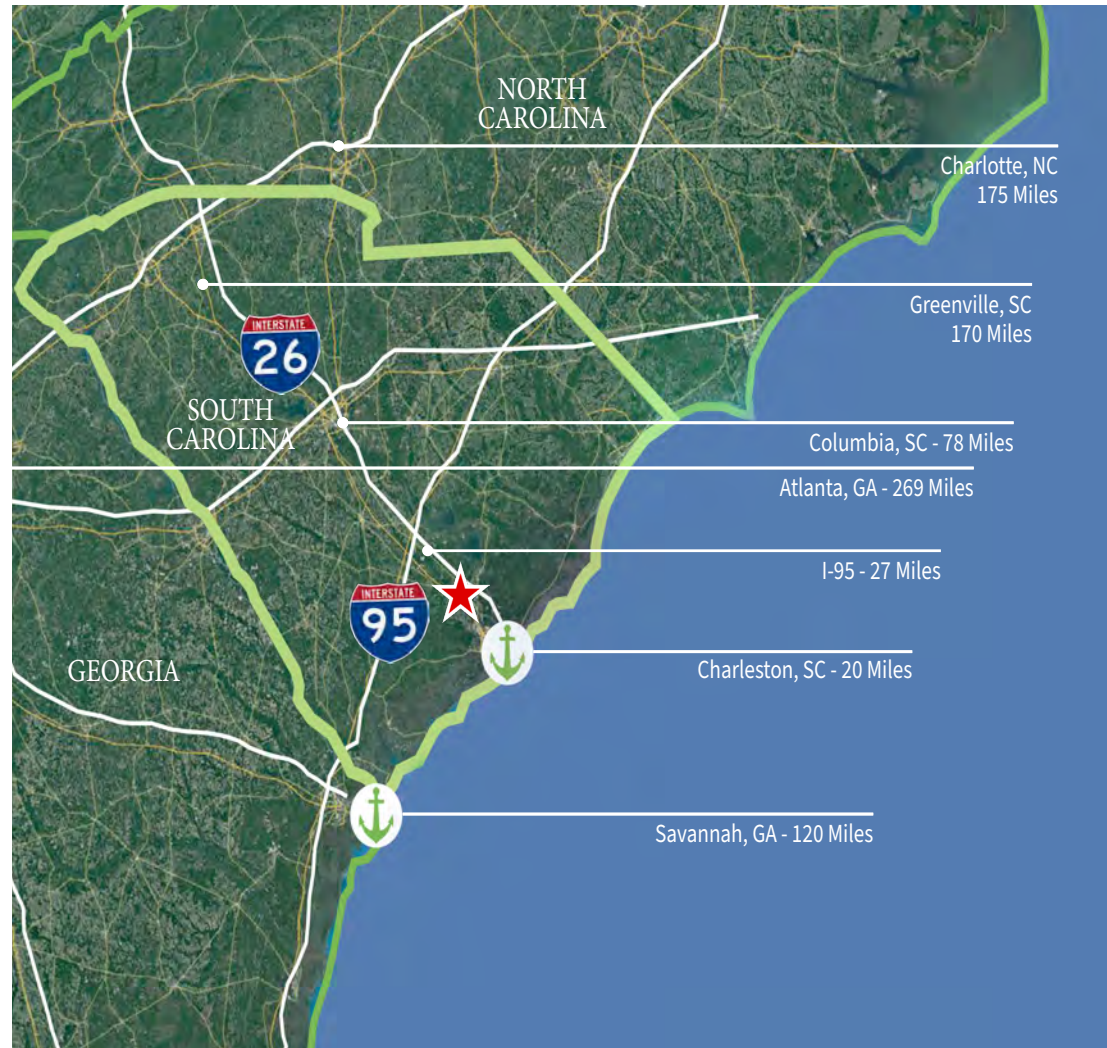 NORTH
CAROLINA
Charlotte, NC
175 Miles
Greenville, SC
170 Miles
INTERSTATE
26
SOUTH
CAROLINA
Columbia, SC - 78 Miles
Atlanta, GA - 269 Miles
I-95 - 27 Miles
INTERSTATE
95
GEORGIA
Charleston, SC - 20 Miles
Savannah, GA - 120 Miles